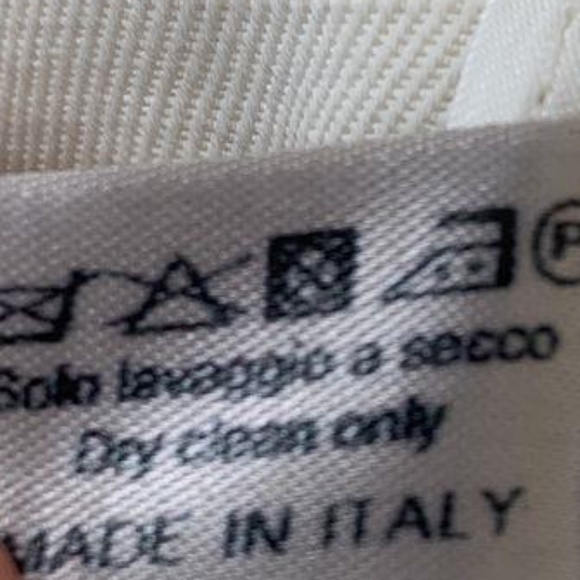 P
Solo lavaggio a secco
Dry clean only
MADE IN ITALY